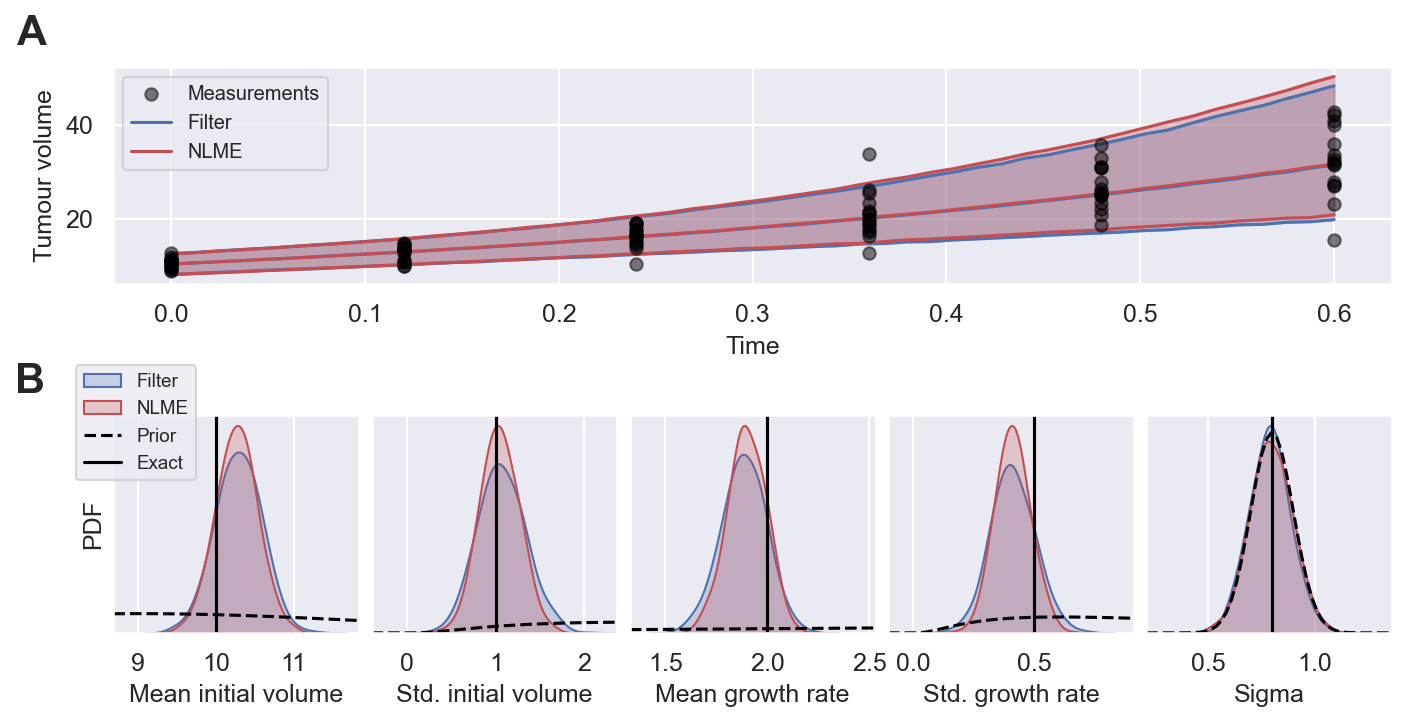 A
Tumour volume
40
20
Measurements
Filter
NLME
0.0 0.1 0.2 0.3 0.4 0.5 0.6
Time
B
Filter
NLME
Prior
Exact
PDF
9 10 11 0 1 2 1.5 2.0 2.5 0.0 0.5 0.5 1.0
Mean initial volume Std. initial volume Mean growth rate Std. growth rate Sigma